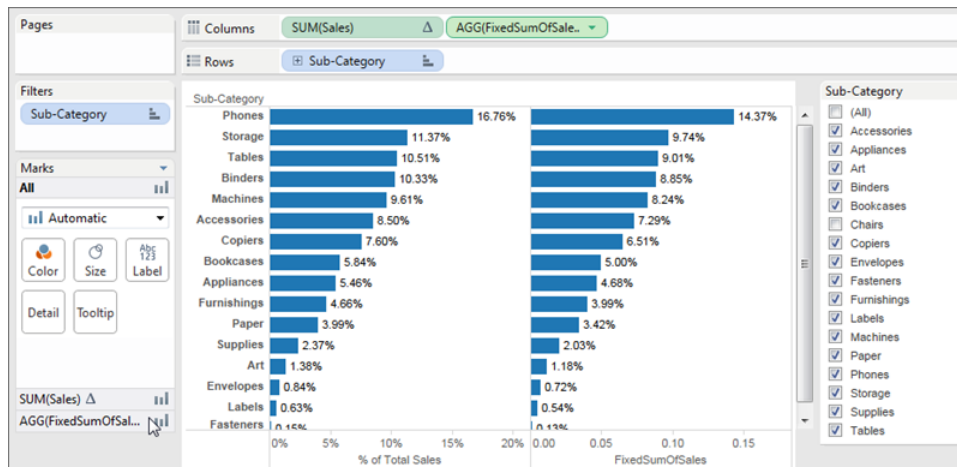 Pages
Columns
SUM(Sales) Δ
AGG(FixedSumOfSale..
Rows
Sub-Category
Filters
Sub-Category
Marks
All
Automatic
Color
Size
Abc
123
Label
Detail
Tooltip
SUM(Sales) Δ
AGG(FixedSumOfSal...
Sub-Category
Phones 16.76% 14.37%
Storage 11.37% 9.74%
Tables 10.51% 9.01%
Binders 10.33% 8.85%
Machines 9.61% 8.24%
Accessories 8.50% 7.29%
Copiers 7.60% 6.51%
Bookcases 5.84% 5.00%
Appliances 5.46% 4.68%
Furnishings 4.66% 3.99%
Paper 3.99% 3.42%
Supplies 2.37% 2.03%
Art 1.38% 1.18%
Envelopes 0.84% 0.72%
Labels 0.63% 0.54%
Fasteners 0.15% 0.13%
0% 5% 10% 15% 20% 0.00 0.05 0.10 0.15
% of Total Sales FixedSumOfSales
Sub-Category
(All)
Accessories
Appliances
Art
Binders
Bookcases
Chairs
Copiers
Envelopes
Fasteners
Furnishings
Labels
Machines
Paper
Phones
Storage
Supplies
Tables